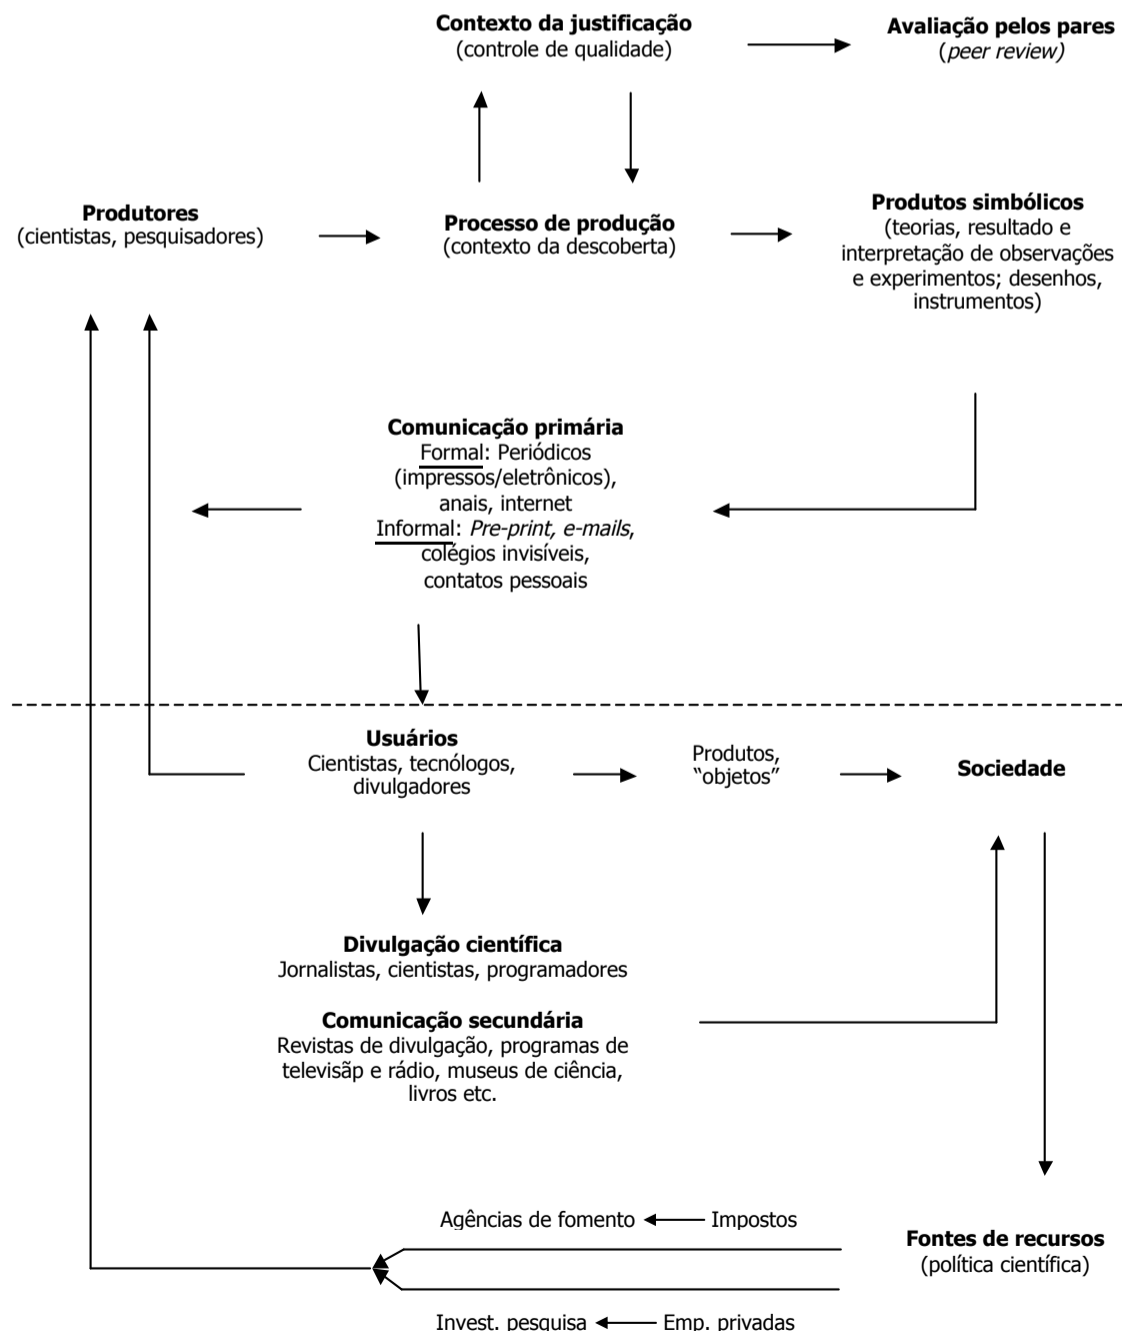 Contexto da justificação
(controle de qualidade)
Avaliação pelos pares
(peer review)
Produtores
(cientistas, pesquisadores)
Processo de produção
(contexto da descoberta)
Produtos simbólicos
(teorias, resultado e
interpretação de observações
e experimentos; desenhos,
instrumentos)
Comunicação primária
Formal: Periódicos
(impressos/eletrônicos),
anais, internet
Informal: Pre-print, e-mails,
colégios invisíveis,
contatos pessoais
Usuários
Cientistas, tecnólogos,
divulgadores
Produtos,
“objetos”
Sociedade
Divulgação científica
Jornalistas, cientistas, programadores
Comunicação secundária
Revistas de divulgação, programas de
televisãp e rádio, museus de ciência,
livros etc.
Agências de fomento
Impostos
Fontes de recursos
(política científica)
Invest. pesquisa
Emp. privadas